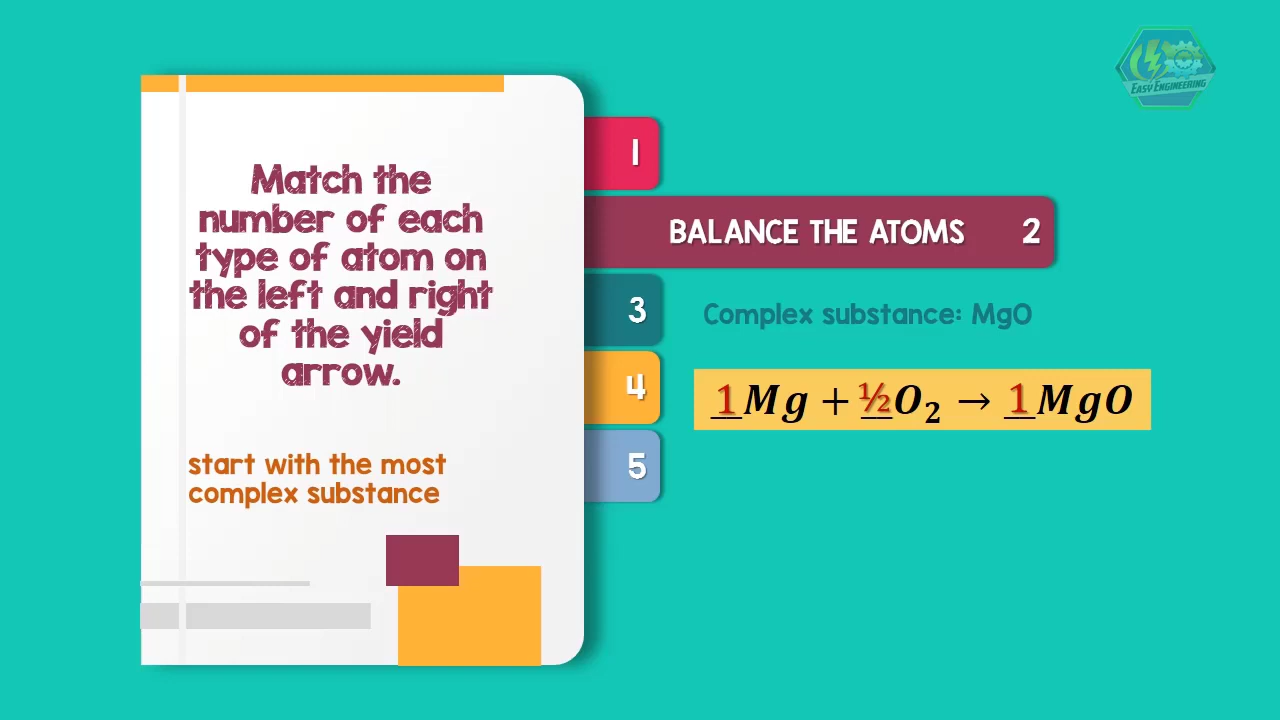 EASY ENGINEERING
Match the
number of each
type of atom on
the left and right
of the yield
arrow.
start with the most
complex substance
1
BALANCE THE ATOMS 2
3
Complex substance: MgO
4
1Mg + ½O₂ → 1MgO
5